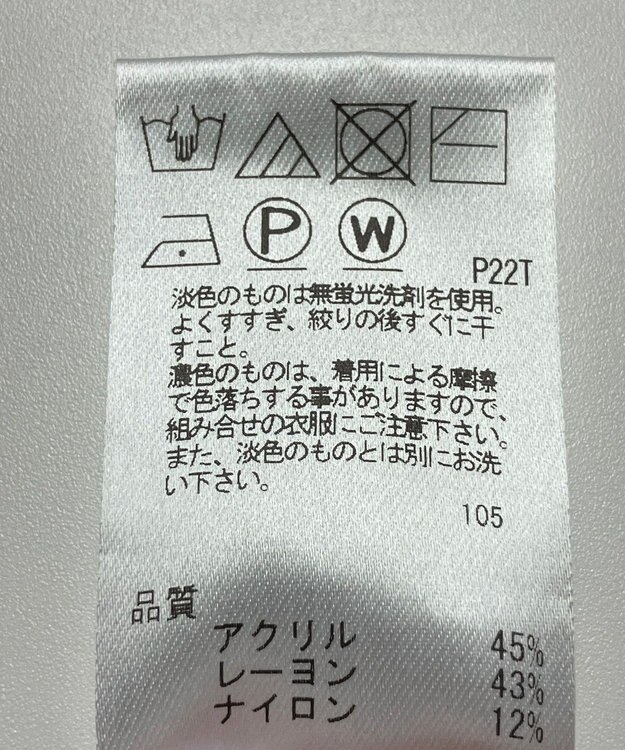 P W
P22T
淡色のものは無蛍光洗剤を使用。
よくすすぎ、絞りの後すぐに干
すこと。
濃色のものは、着用による摩擦
で色落ちする事がありますので、
組み合せの衣服にご注意下さい。
また、淡色のものとは別にお洗
い下さい。
105
品質
アクリル 45%
レーヨン 43%
ナイロン 12%